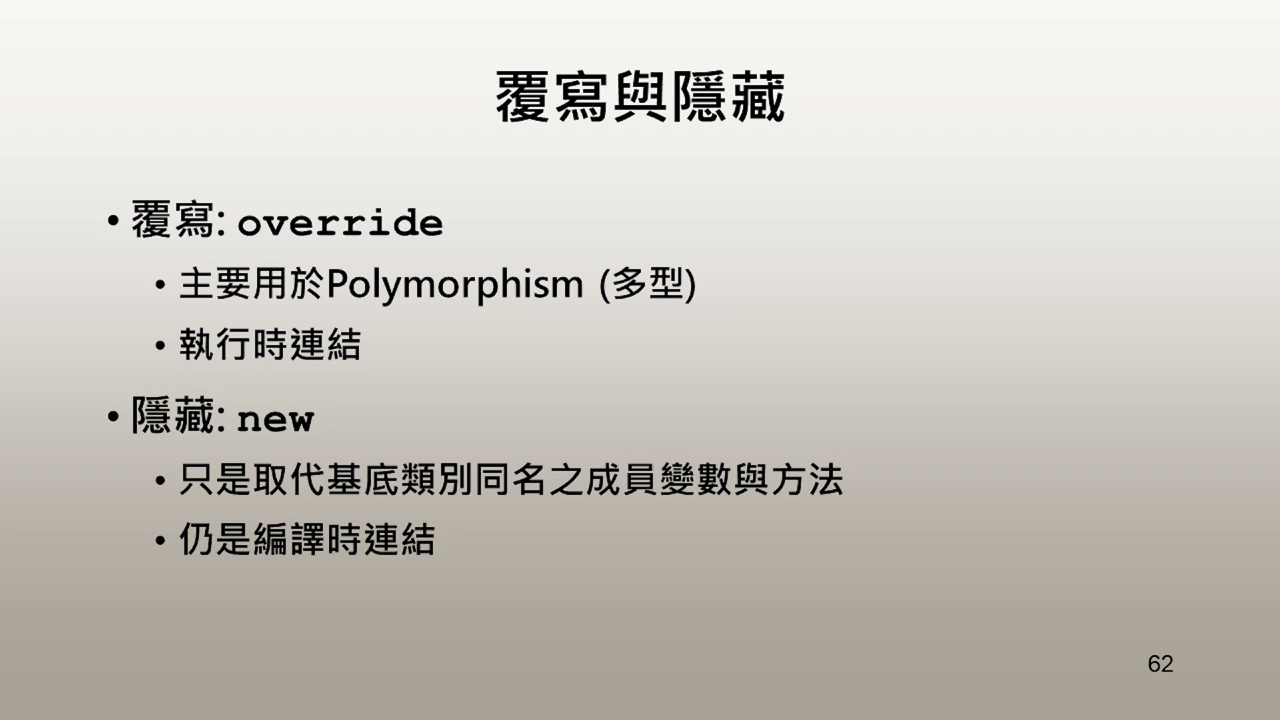 覆寫與隱藏
• 覆寫: override
• 主要用於Polymorphism (多型)
• 執行時連結
• 隱藏: new
• 只是取代基底類別同名之成員變數與方法
• 仍是編譯時連結
62